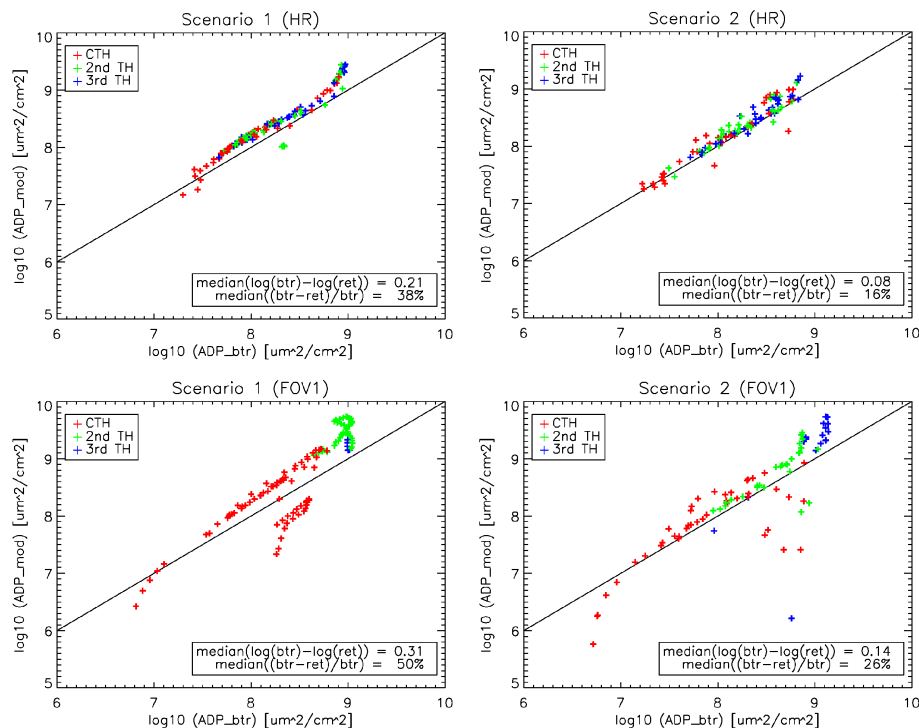 Scenario 1 (HR)
10
9
8
7
6
5
log10 (ADP_mod) [um^2/cm^2]
CTH
2nd TH
3rd TH
median(log(btr)-log(ret)) = 0.21
median((btr-ret)/btr) = 38%
6 7 8 9 10
log10 (ADP_btr) [um^2/cm^2]
Scenario 2 (HR)
10
9
8
7
6
5
log10 (ADP_mod) [um^2/cm^2]
CTH
2nd TH
3rd TH
median(log(btr)-log(ret)) = 0.08
median((btr-ret)/btr) = 16%
6 7 8 9 10
log10 (ADP_btr) [um^2/cm^2]
Scenario 1 (FOV1)
10
9
8
7
6
5
log10 (ADP_mod) [um^2/cm^2]
CTH
2nd TH
3rd TH
median(log(btr)-log(ret)) = 0.31
median((btr-ret)/btr) = 50%
6 7 8 9 10
log10 (ADP_btr) [um^2/cm^2]
Scenario 2 (FOV1)
10
9
8
7
6
5
log10 (ADP_mod) [um^2/cm^2]
CTH
2nd TH
3rd TH
median(log(btr)-log(ret)) = 0.14
median((btr-ret)/btr) = 26%
6 7 8 9 10
log10 (ADP_btr) [um^2/cm^2]